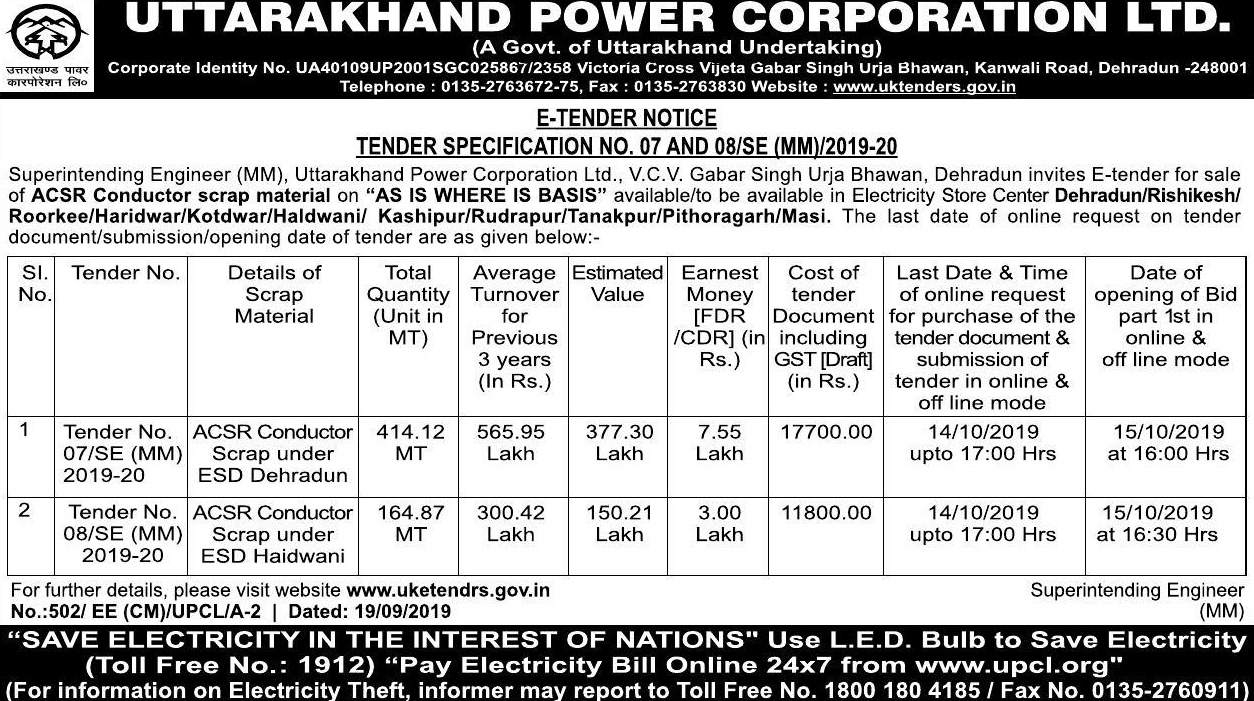 UTTARAKHAND POWER CORPORATION LTD.
(A Govt. of Uttarakhand Undertaking)
Corporate Identity No. UA40109UP2001SGC025867/2358 Victoria Cross Vijeta Gabar Singh Urja Bhawan, Kanwali Road, Dehradun -248001
Telephone : 0135-2763672-75, Fax : 0135-2763830 Website : www.uktenders.gov.in
उत्तराखण्ड पावर
कारपोरेशन लि०
E-TENDER NOTICE
TENDER SPECIFICATION NO. 07 AND 08/SE (MM)/2019-20
Superintending Engineer (MM), Uttarakhand Power Corporation Ltd., V.C.V. Gabar Singh Urja Bhawan, Dehradun invites E-tender for sale
of ACSR Conductor scrap material on “AS IS WHERE IS BASIS” available/to be available in Electricity Store Center Dehradun/Rishikesh/
Roorkee/Haridwar/Kotdwar/Haldwani/ Kashipur/Rudrapur/Tanakpur/Pithoragarh/Masi. The last date of online request on tender
document/submission/opening date of tender are as given below:-
Sl.
No.
Tender No.
Details of
Scrap
Material
Total
Quantity
(Unit in
MT)
Average
Turnover
for
Previous
3 years
(In Rs.)
Estimated
Value
Earnest
Money
[FDR
/CDR] (in
Rs.)
Cost of
tender
Document
including
GST [Draft]
(in Rs.)
Last Date & Time
of online request
for purchase of the
tender document &
submission of
tender in online &
off line mode
Date of
opening of Bid
part 1st in
online &
off line mode
1
Tender No.
07/SE (MM)
2019-20
ACSR Conductor
Scrap under
ESD Dehradun
414.12
MT
565.95
Lakh
377.30
Lakh
7.55
Lakh
17700.00
14/10/2019
upto 17:00 Hrs
15/10/2019
at 16:00 Hrs
2
Tender No.
08/SE (MM)
2019-20
ACSR Conductor
Scrap under
ESD Haidwani
164.87
MT
300.42
Lakh
150.21
Lakh
3.00
Lakh
11800.00
14/10/2019
upto 17:00 Hrs
15/10/2019
at 16:30 Hrs
For further details, please visit website www.uketendrs.gov.in
No.:502/ EE (CM)/UPCL/A-2 | Dated: 19/09/2019
Superintending Engineer
(MM)
“SAVE ELECTRICITY IN THE INTEREST OF NATIONS" Use L.E.D. Bulb to Save Electricity
(Toll Free No.: 1912) “Pay Electricity Bill Online 24x7 from www.upcl.org"
(For information on Electricity Theft, informer may report to Toll Free No. 1800 180 4185 / Fax No. 0135-2760911)